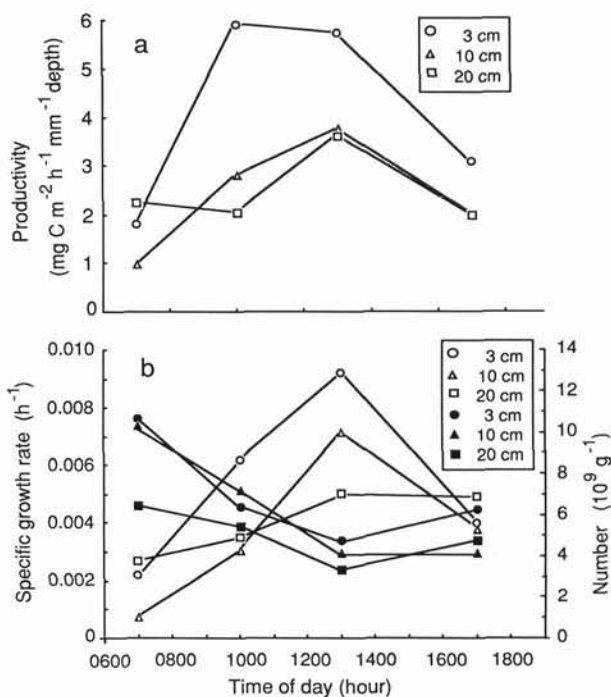 a
3 cm
10 cm
20 cm
Productivity
(mg C m⁻² h⁻¹ mm⁻¹ depth)
6
5
4
3
2
1
0
b
3 cm
10 cm
20 cm
3 cm
10 cm
20 cm
Specific growth rate (h⁻¹)
0.010
0.008
0.006
0.004
0.002
0
Number (10⁹ g⁻¹)
14
12
10
8
6
4
2
0
0600 0800 1000 1200 1400 1600 1800
Time of day (hour)